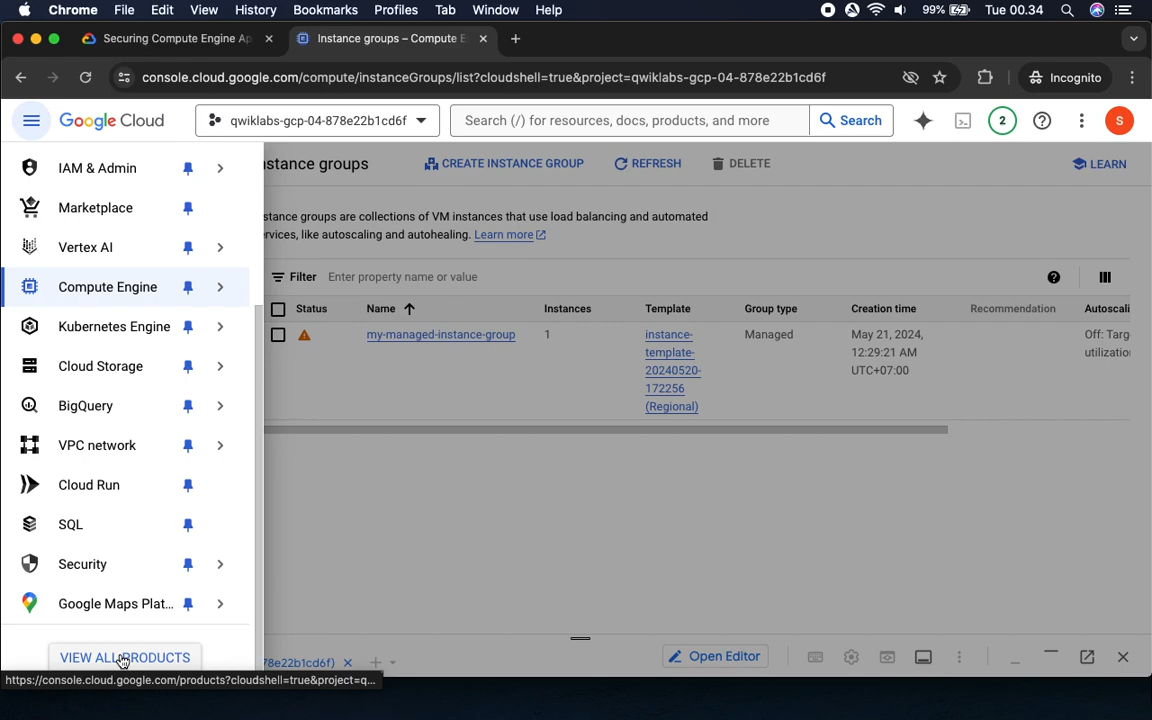 Chrome File Edit View History Bookmarks Profiles Tab Window Help 99% Tue 00.34
Securing Compute Engine Ap Instance groups – Compute E
console.cloud.google.com/compute/instanceGroups/list?cloudshell=true&project=qwiklabs-gcp-04-878e22b1cd6f Incognito
Google Cloud qwiklabs-gcp-04-878e22b1cd6f Search (/) for resources, docs, products, and more Search 2 S
IAM & Admin
Marketplace
Vertex AI
Compute Engine
Kubernetes Engine
Cloud Storage
BigQuery
VPC network
Cloud Run
SQL
Security
Google Maps Plat...
VIEW ALL PRODUCTS
https://console.cloud.google.com/products?cloudshell=true&project=q...
stance groups CREATE INSTANCE GROUP REFRESH DELETE LEARN
stance groups are collections of VM instances that use load balancing and automated
rvices, like autoscaling and autohealing. Learn more
Filter Enter property name or value
Status Name Instances Template Group type Creation time Recommendation Autoscali
my-managed-instance-group 1 instance- Managed May 21, 2024, Off: Targ
template- 12:29:21 AM utilizatio
20240520- UTC+07:00
172256
(Regional)
78e22b1cd6f) Open Editor